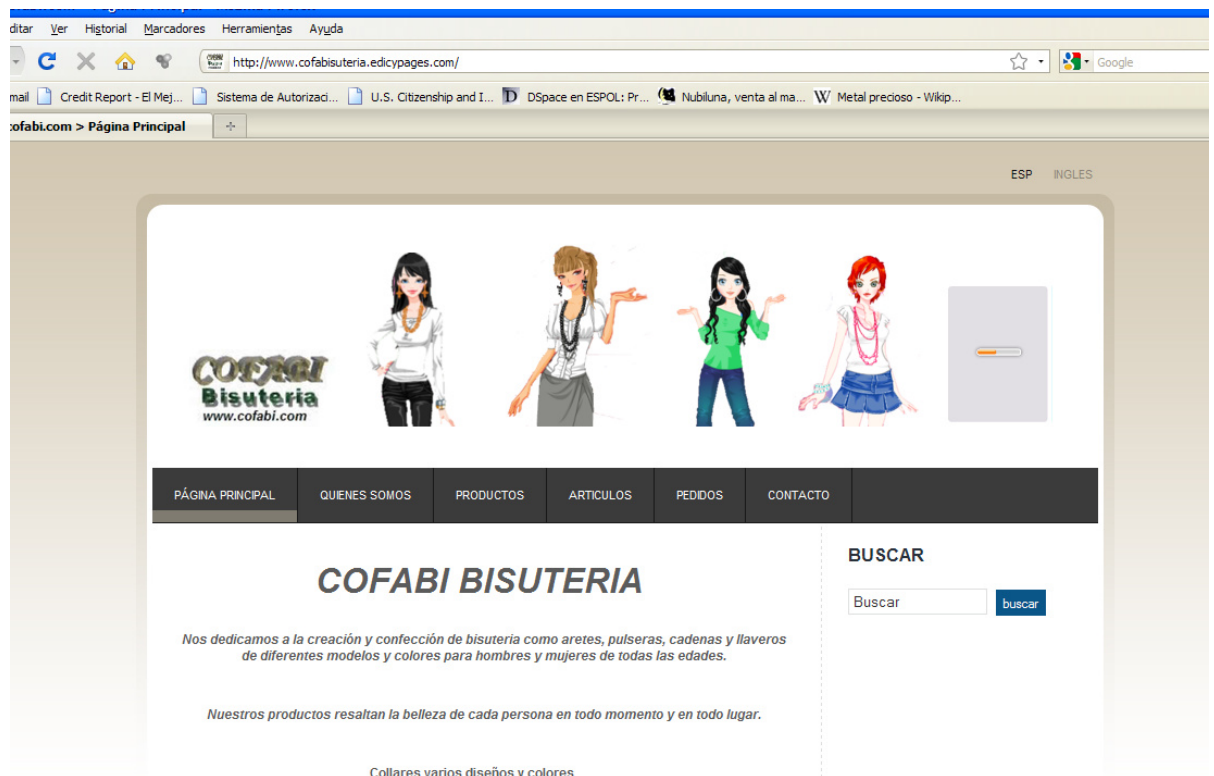 ditar Ver Historial Marcadores Herramientas Ayuda
http://www.cofabisuteria.edicypages.com/
Google
mail Credit Report - El Mej... Sistema de Autorizaci... U.S. Citizenship and I... D DSpace en ESPOL: Pr... Nubiluna, venta al ma... W Metal precioso - Wikip...
cofabi.com > Página Principal
ESP INGLES
COFABI
Bisuteria
www.cofabi.com
PÁGINA PRINCIPAL QUIENES SOMOS PRODUCTOS ARTICULOS PEDIDOS CONTACTO
BUSCAR
Buscar buscar
COFABI BISUTERIA
Nos dedicamos a la creación y confección de bisuteria como aretes, pulseras, cadenas y llaveros
de diferentes modelos y colores para hombres y mujeres de todas las edades.
Nuestros productos resaltan la belleza de cada persona en todo momento y en todo lugar.
Collares varios diseños y colores